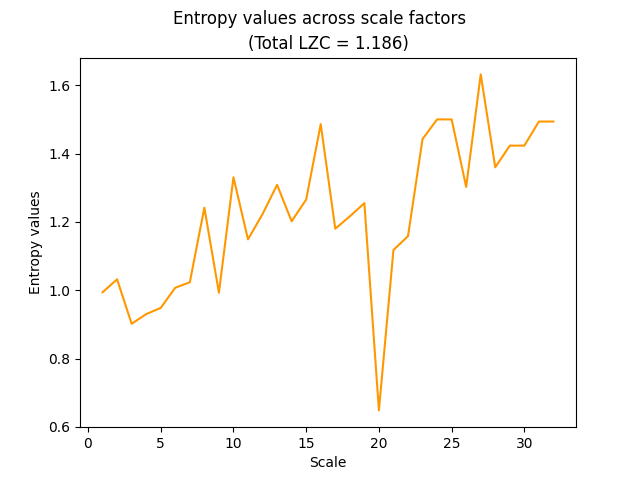 Entropy values across scale factors
(Total LZC = 1.186)
Entropy values
1.6
1.4
1.2
1.0
0.8
0.6
0 5 10 15 20 25 30
Scale